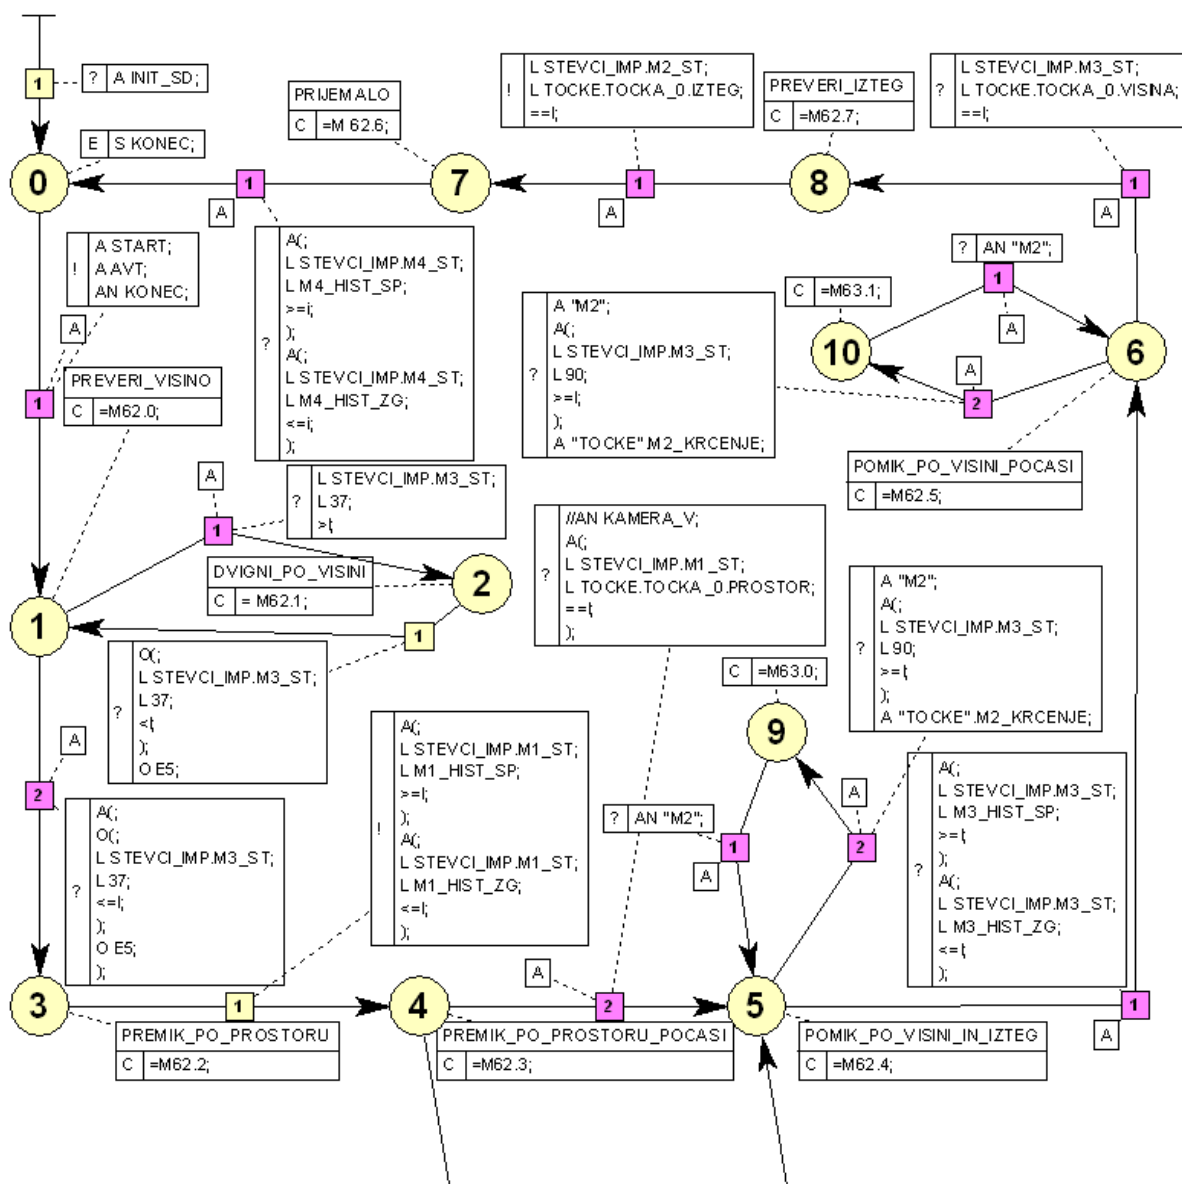 1
? A INIT_SD;
E S KONEC;
0
PRIJEMALO
C =M 62.6;
7
! L STEVCI_IMP.M2_ST;
L TOCKE.TOCKA_0.IZTEG;
==I;
1
A
PREVERI_IZTEG
C =M62.7;
8
? L STEVCI_IMP.M3_ST;
L TOCKE.TOCKA_0.VISINA;
==I;
1
A
1
A
! A START;
A AVT;
AN KONEC;
A
1
PREVERI_VISINO
C =M62.0;
? A(;
L STEVCI_IMP.M4_ST;
L M4_HIST_SP;
>=i;
);
A(;
L STEVCI_IMP.M4_ST;
L M4_HIST_ZG;
<=i;
);
? AN "M2";
1
A
C =M63.1;
10
6
A
2
? A "M2";
A(;
L STEVCI_IMP.M3_ST;
L 90;
>=I;
);
A "TOCKE".M2_KRCENJE;
POMIK_PO_VISINI_POCASI
C =M62.5;
A
1
? L STEVCI_IMP.M3_ST;
L 37;
>I;
DVIGNI_PO_VISINI
C = M62.1;
2
1
1
? O(;
L STEVCI_IMP.M3_ST;
L 37;
<I;
);
O E5;
? //AN KAMERA_V;
A(;
L STEVCI_IMP.M1_ST;
L TOCKE.TOCKA_0.PROSTOR;
==I;
);
? A "M2";
A(;
L STEVCI_IMP.M3_ST;
L 90;
>=I;
);
A "TOCKE".M2_KRCENJE;
C =M63.0;
9
A
2
A
2
? A(;
O(;
L STEVCI_IMP.M3_ST;
L 37;
<=I;
);
O E5;
);
! A(;
L STEVCI_IMP.M1_ST;
L M1_HIST_SP;
>=I;
);
A(;
L STEVCI_IMP.M1_ST;
L M1_HIST_ZG;
<=I;
);
? AN "M2";
1
A
? A(;
L STEVCI_IMP.M3_ST;
L M3_HIST_SP;
>=I;
);
A(;
L STEVCI_IMP.M3_ST;
L M3_HIST_ZG;
<=I;
);
3
1
4
A
2
5
1
A
PREMIK_PO_PROSTORU
C =M62.2;
PREMIK_PO_PROSTORU_POCASI
C =M62.3;
POMIK_PO_VISINI_IN_IZTEG
C =M62.4;